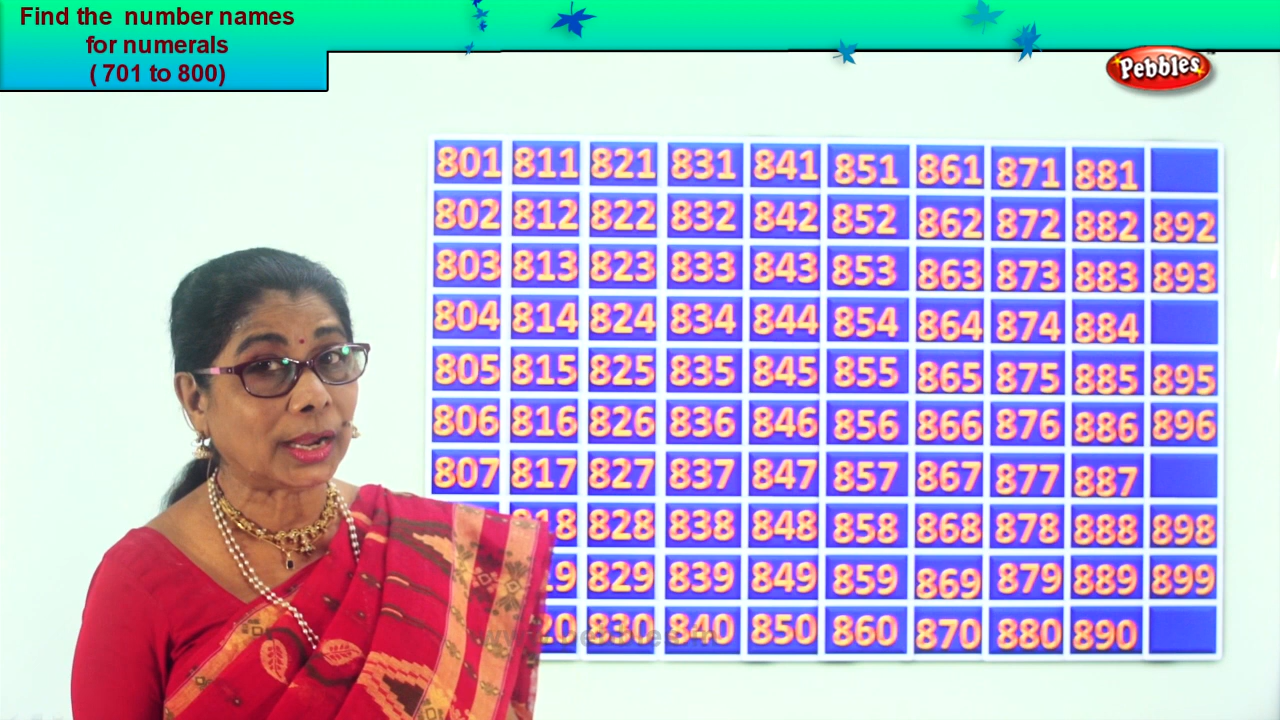 Find the number names
for numerals
( 701 to 800)
Pebbles
801 811 821 831 841 851 861 871 881
802 812 822 832 842 852 862 872 882 892
803 813 823 833 843 853 863 873 883 893
804 814 824 834 844 854 864 874 884
805 815 825 835 845 855 865 875 885 895
806 816 826 836 846 856 866 876 886 896
807 817 827 837 847 857 867 877 887
818 828 838 848 858 868 878 888 898
829 839 849 859 869 879 889 899
830 840 850 860 870 880 890